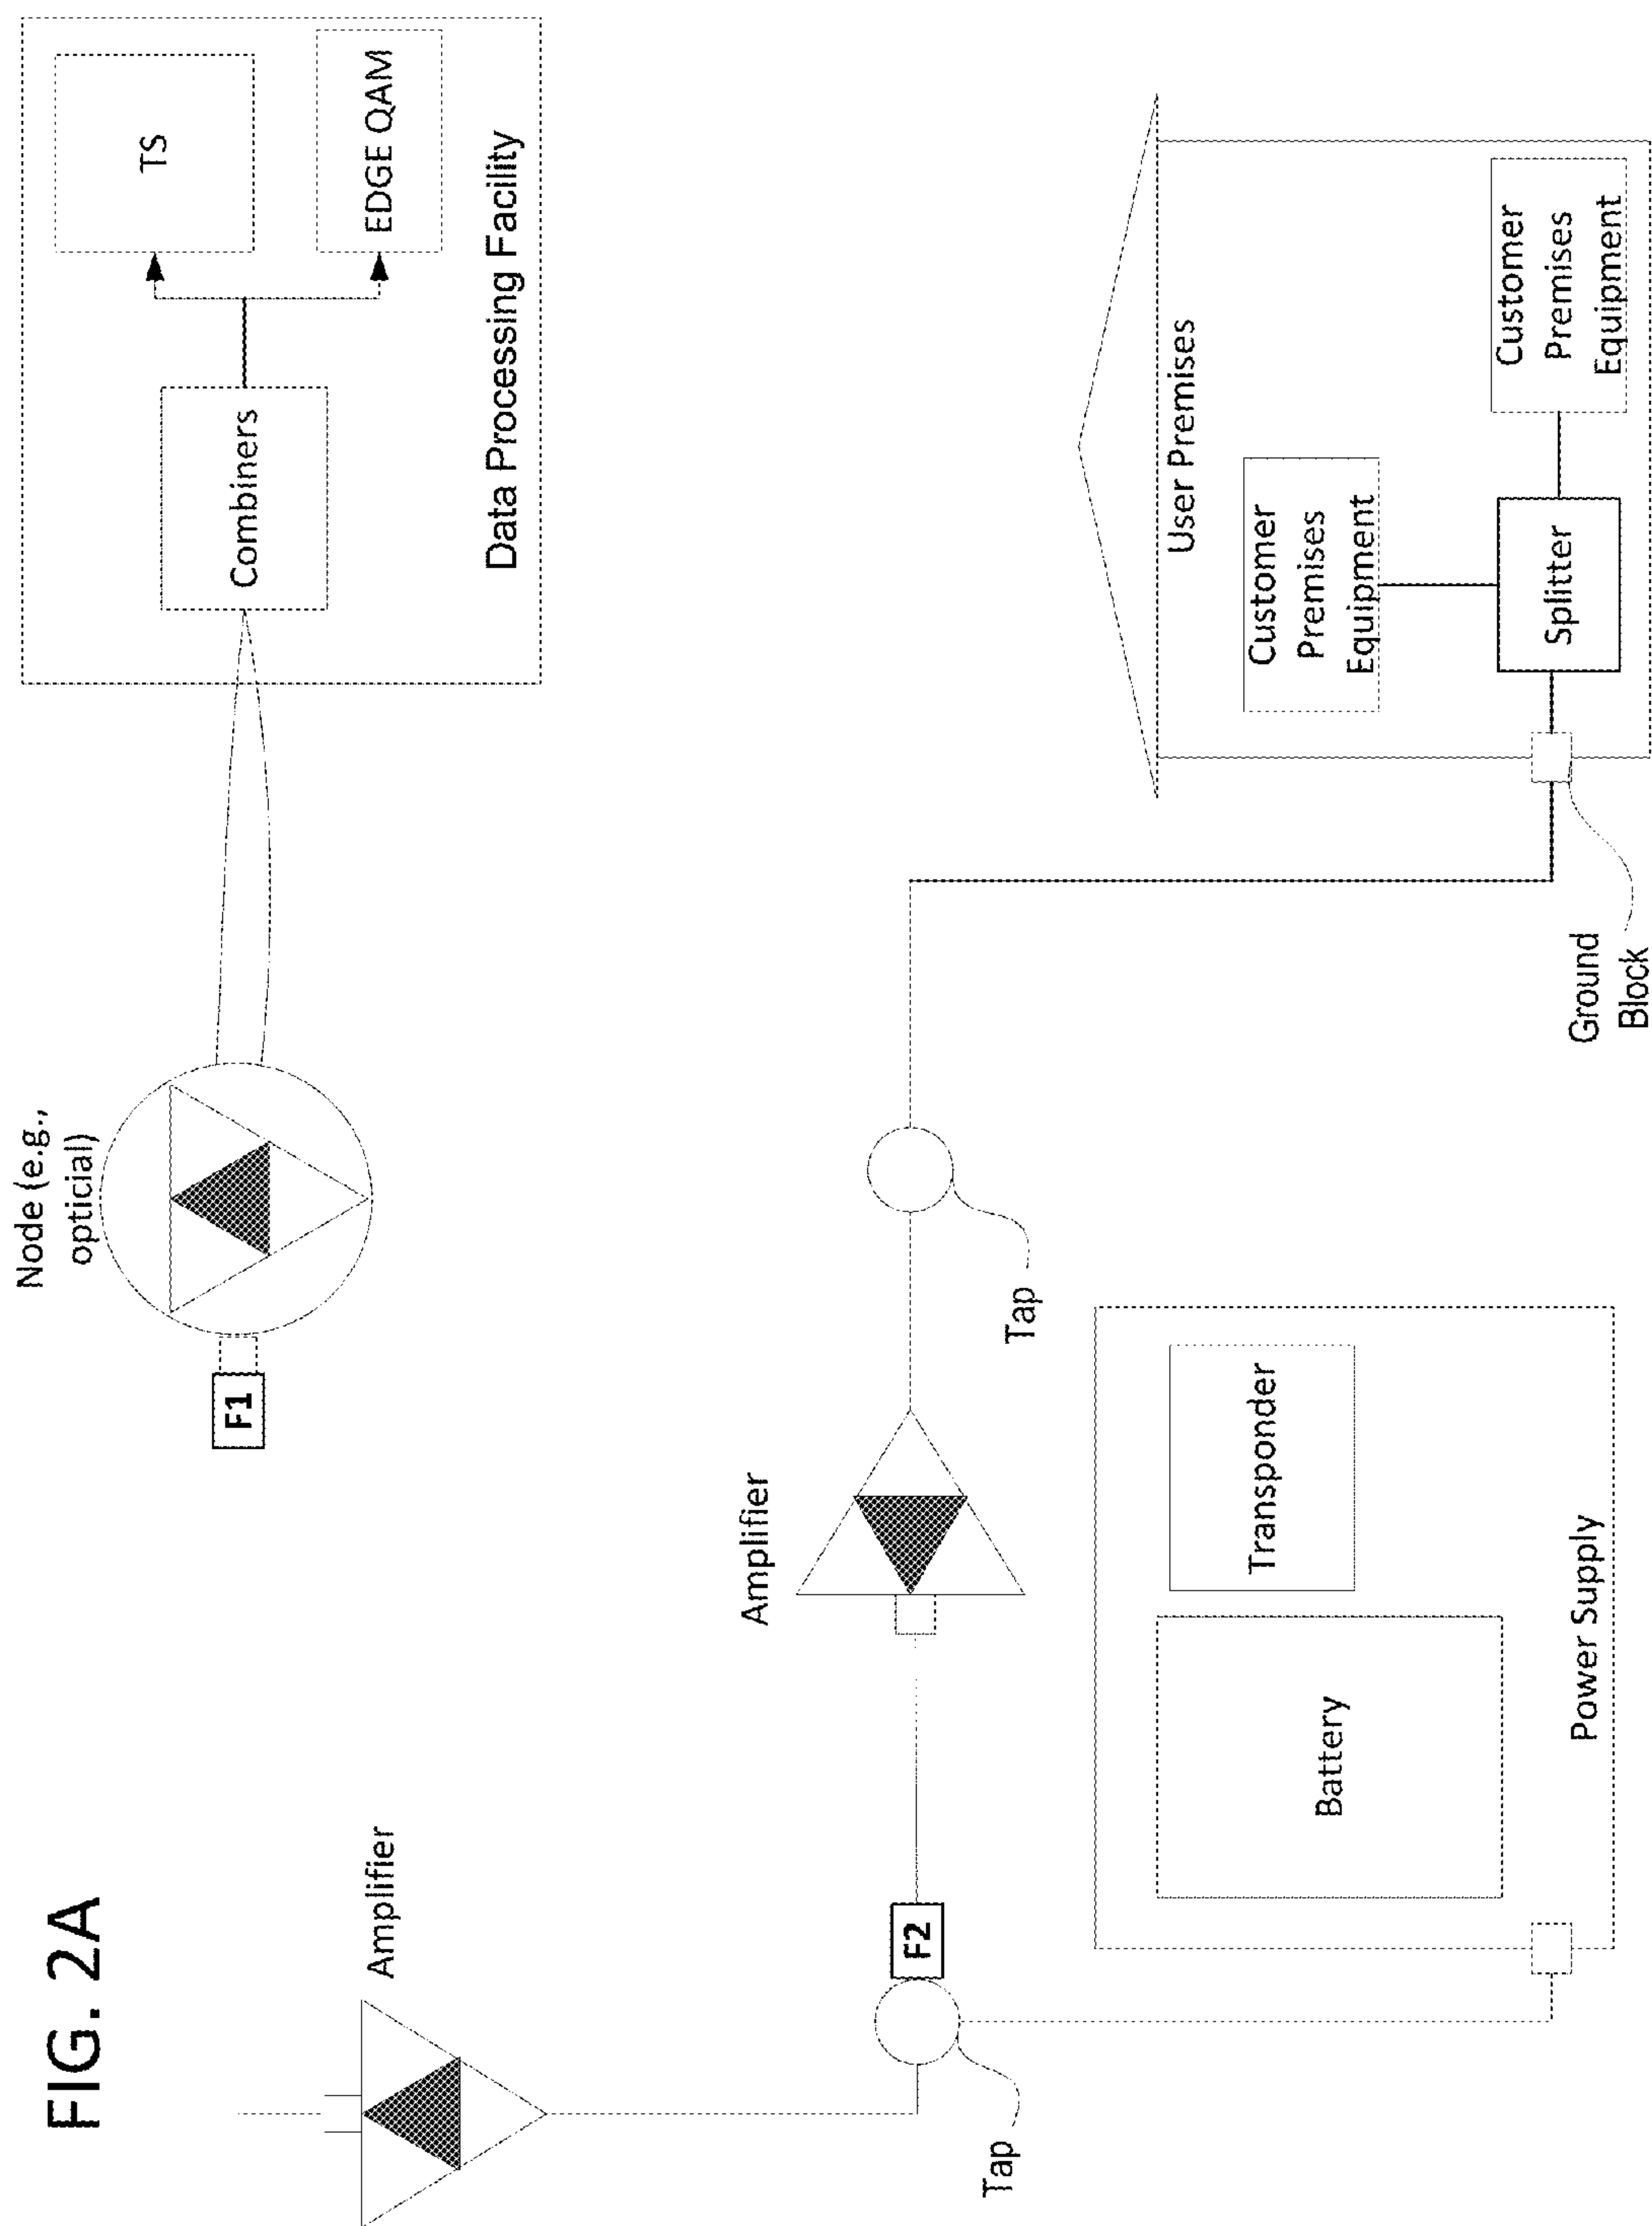 FIG. 2A
Node (e.g.,
opticial)
F1
TS
EDGE QAM
Combiners
Data Processing Facility
Amplifier
Amplifier
F2
Tap
Tap
Battery
Transponder
Power Supply
User Premises
Customer
Premises
Equipment
Customer
Premises
Equipment
Splitter
Ground
Block